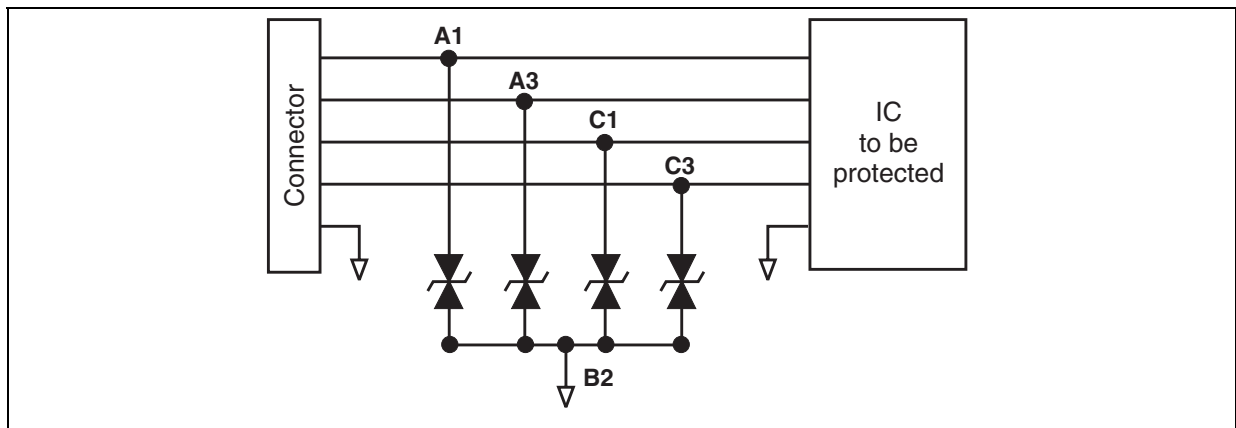 A1
A3
C1
C3
Connector
IC
to be
protected
B2